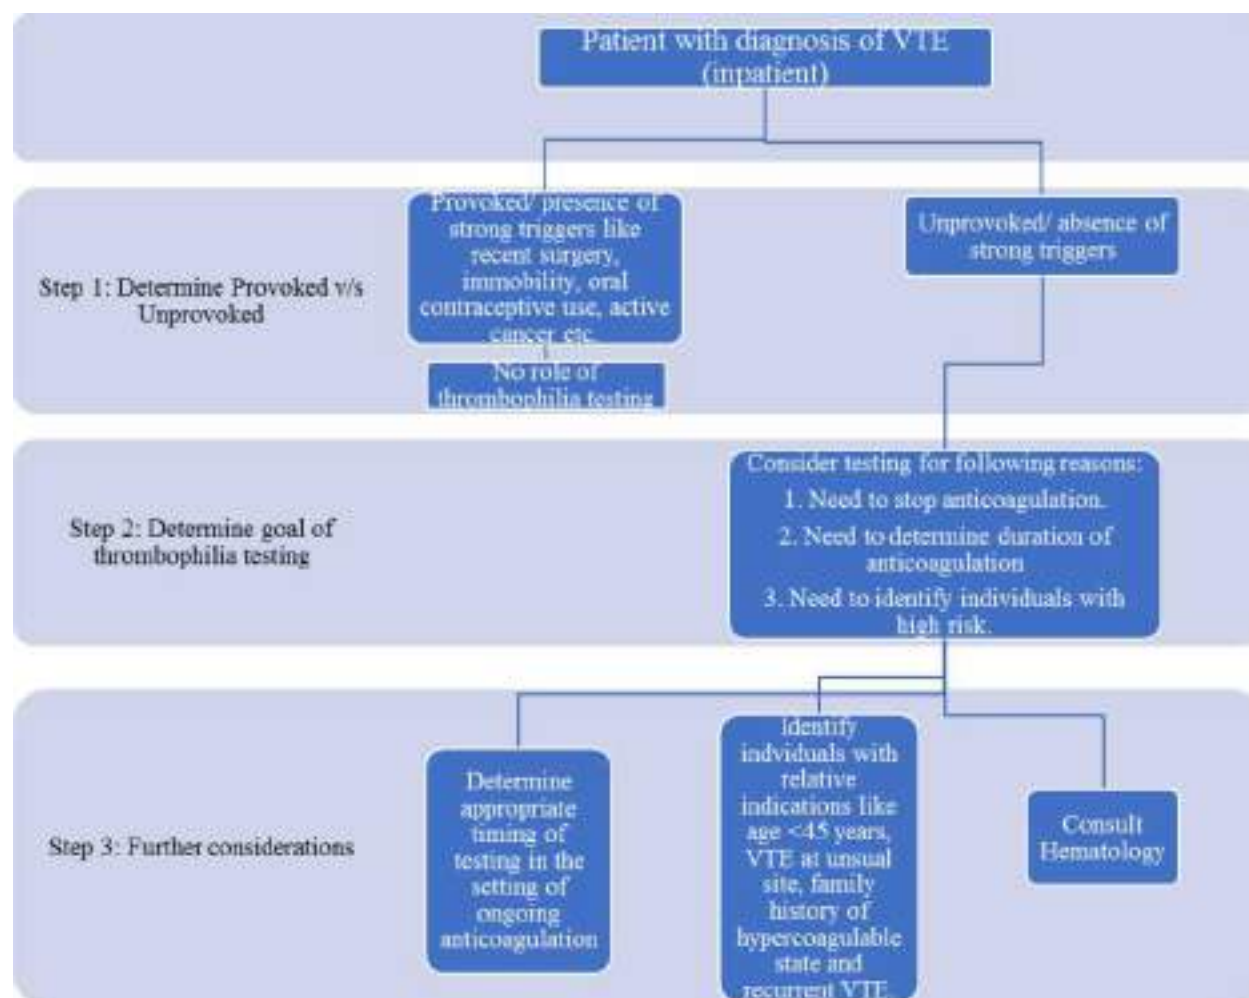 Patient with diagnosis of VTE
(inpatient)
Provoked/ presence of
strong triggers like
recent surgery,
immobility, oral
contraceptive use, active
cancer etc.
Unprovoked/ absence of
strong triggers
Step 1: Determine Provoked v/s
Unprovoked
No role of
thrombophilia testing
Step 2: Determine goal of
thrombophilia testing
Consider testing for following reasons:
1. Need to stop anticoagulation.
2. Need to determine duration of
anticoagulation
3. Need to identify individuals with
high risk.
Step 3: Further considerations
Determine
appropriate
timing of
testing in the
setting of
ongoing
anticoagulation
Identify
indviduals with
relative
indications like
age <45 years,
VTE at unsual
site, family
history of
hypercoagulable
state and
recurrent VTE.
Consult
Hematology